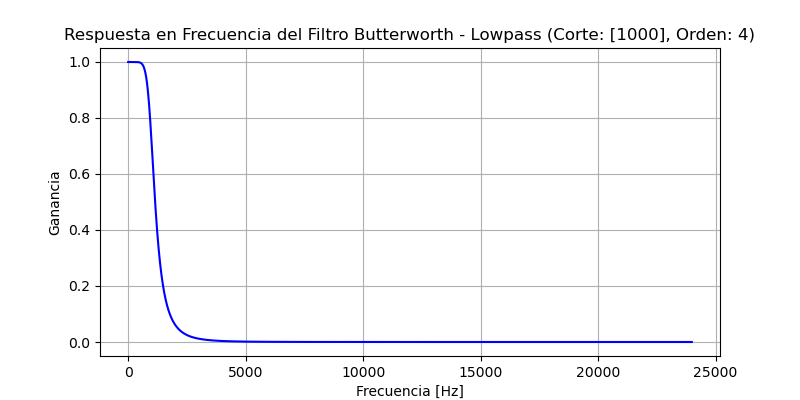 Respuesta en Frecuencia del Filtro Butterworth - Lowpass (Corte: [1000], Orden: 4)
1.0
0.8
0.6
0.4
0.2
0.0
Ganancia
0 5000 10000 15000 20000 25000
Frecuencia [Hz]